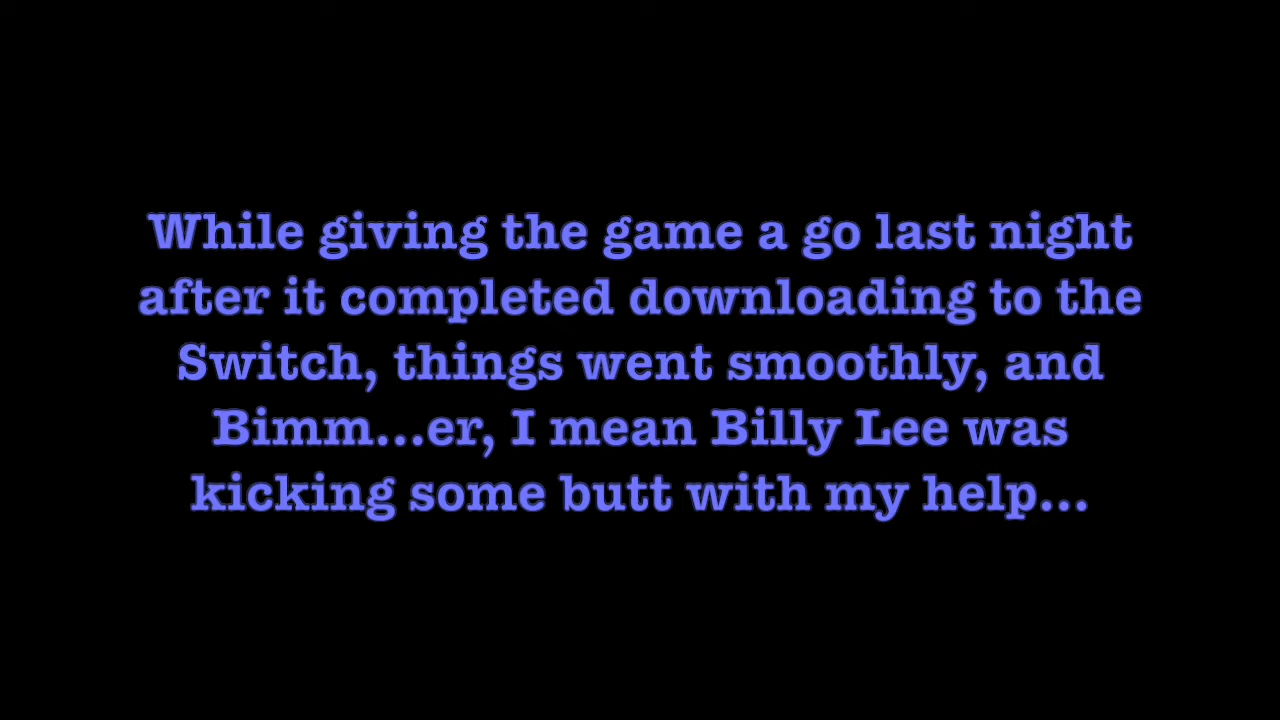 While giving the game a go last night
after it completed downloading to the
Switch, things went smoothly, and
Bimm...er, I mean Billy Lee was
kicking some butt with my help...